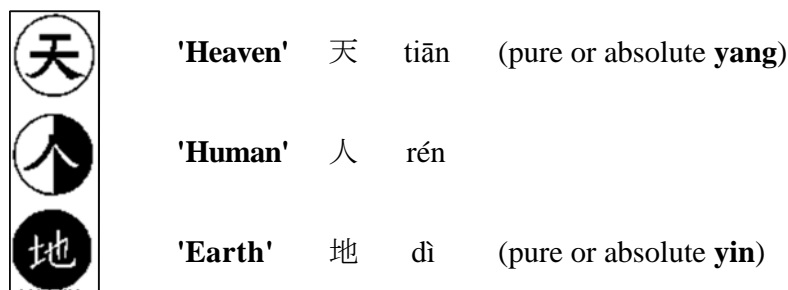 天 'Heaven' 天 tiān (pure or absolute yang)
人 'Human' 人 rén
地 'Earth' 地 dì (pure or absolute yin)